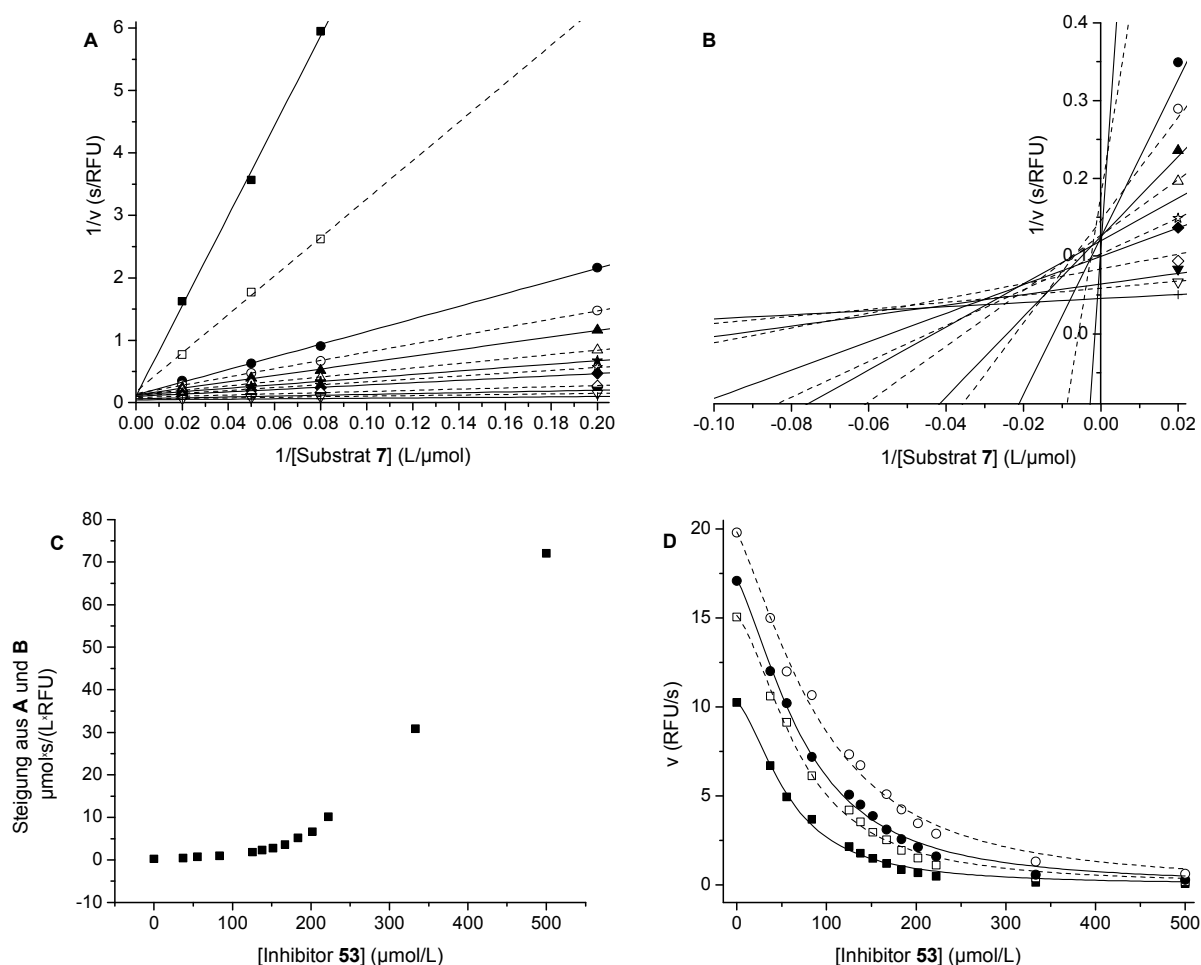 A
1/v (s/RFU)
6
5
4
3
2
1
0
0.00 0.02 0.04 0.06 0.08 0.10 0.12 0.14 0.16 0.18 0.20
1/[Substrat 7] (L/µmol)
B
1/v (s/RFU)
0.4
0.3
0.2
0.1
0.0
-0.10 -0.08 -0.06 -0.04 -0.02 0.00 0.02
1/[Substrat 7] (L/µmol)
C
Steigung aus A und B
µmol×s/(L×RFU)
80
70
60
50
40
30
20
10
0
-10
0 100 200 300 400 500
[Inhibitor 53] (µmol/L)
D
v (RFU/s)
20
15
10
5
0
0 100 200 300 400 500
[Inhibitor 53] (µmol/L)